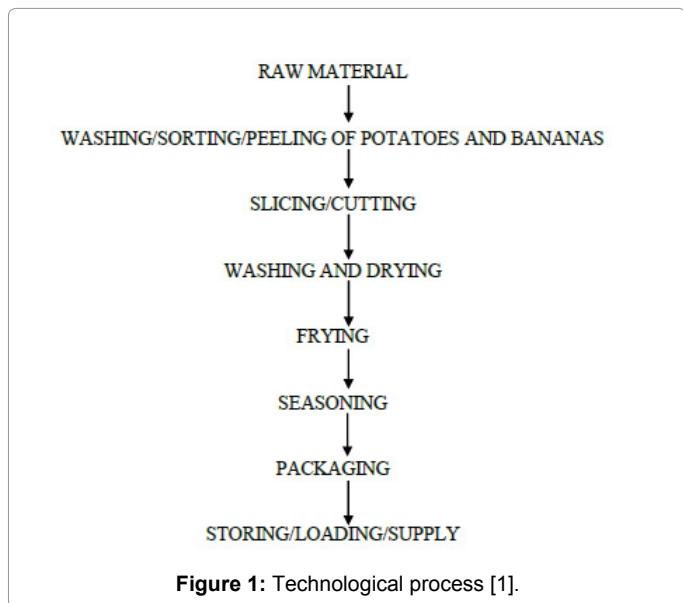 RAW MATERIAL
WASHING/SORTING/PEELING OF POTATOES AND BANANAS
SLICING/CUTTING
WASHING AND DRYING
FRYING
SEASONING
PACKAGING
STORING/LOADING/SUPPLY
Figure 1: Technological process [1].